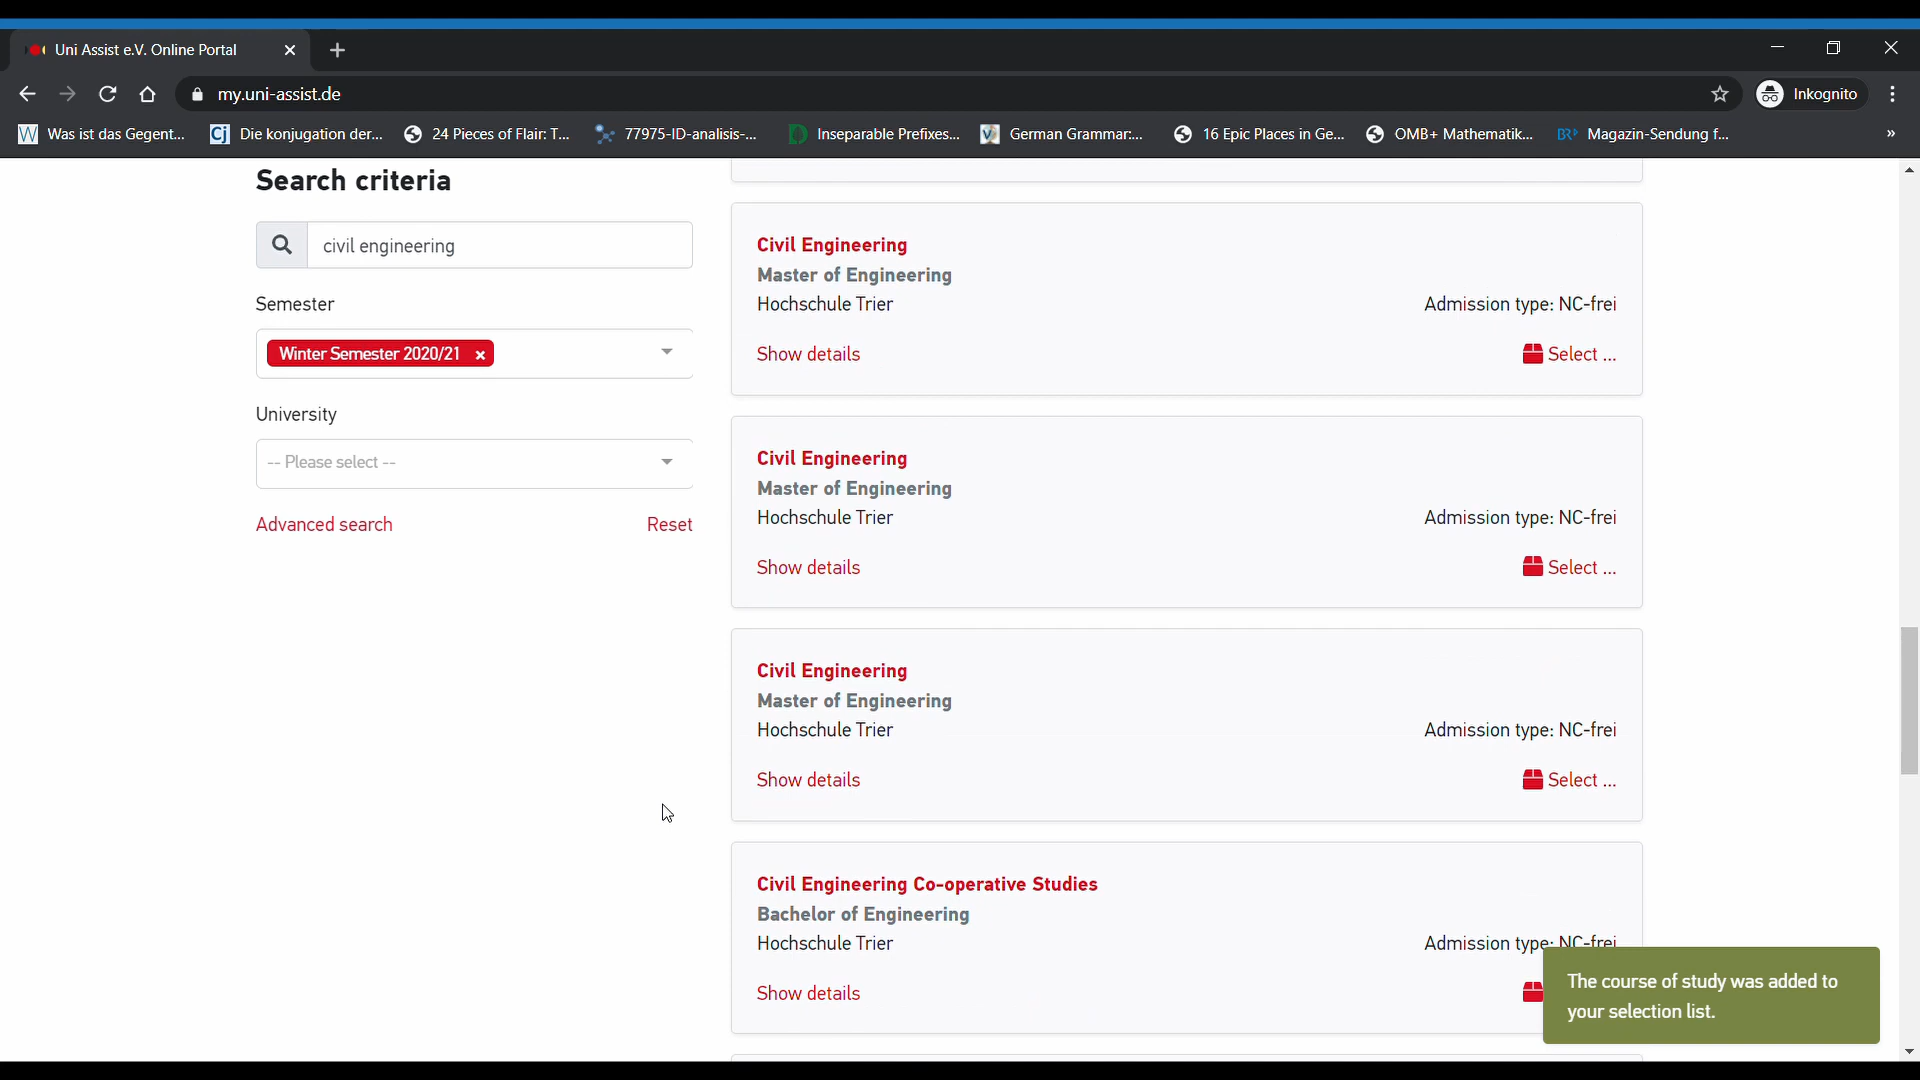 Uni Assist e.V. Online Portal
my.uni-assist.de
Inkognito
Was ist das Gegent...
Die konjugation der...
24 Pieces of Flair: T...
77975-ID-analisis-...
Inseparable Prefixes...
German Grammar:...
16 Epic Places in Ge...
OMB+ Mathematik...
Magazin-Sendung f...
Search criteria
civil engineering
Semester
Winter Semester 2020/21 ×
University
-- Please select --
Advanced search
Reset
Civil Engineering
Master of Engineering
Hochschule Trier
Admission type: NC-frei
Show details
Select ...
Civil Engineering
Master of Engineering
Hochschule Trier
Admission type: NC-frei
Show details
Select ...
Civil Engineering
Master of Engineering
Hochschule Trier
Admission type: NC-frei
Show details
Select ...
Civil Engineering Co-operative Studies
Bachelor of Engineering
Hochschule Trier
Admission type: NC-frei
Show details
The course of study was added to
your selection list.